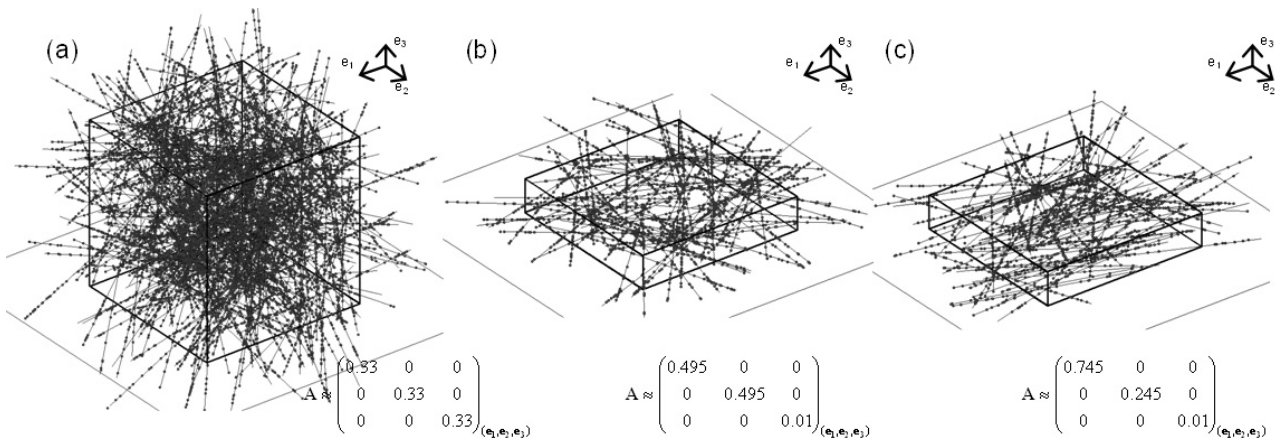 (a)
e3
e1
e2
(b)
e3
e1
e2
(c)
e3
e1
e2
A ≈ (0.33 0 0
0 0.33 0
0 0 0.33)(e1,e2,e3)
A ≈ (0.495 0 0
0 0.495 0
0 0 0.01)(e1,e2,e3)
A ≈ (0.745 0 0
0 0.245 0
0 0 0.01)(e1,e2,e3)